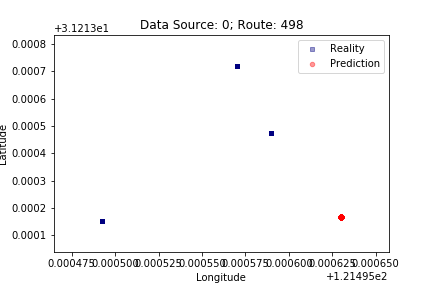 Data Source: 0; Route: 498
+3.1213e1
Reality
Prediction
0.0008
0.0007
0.0006
0.0005
0.0004
0.0003
0.0002
0.0001
Latitude
0.000475 0.000500 0.000525 0.000550 0.000575 0.000600 0.000625 0.000650
Longitude
+1.21495e2